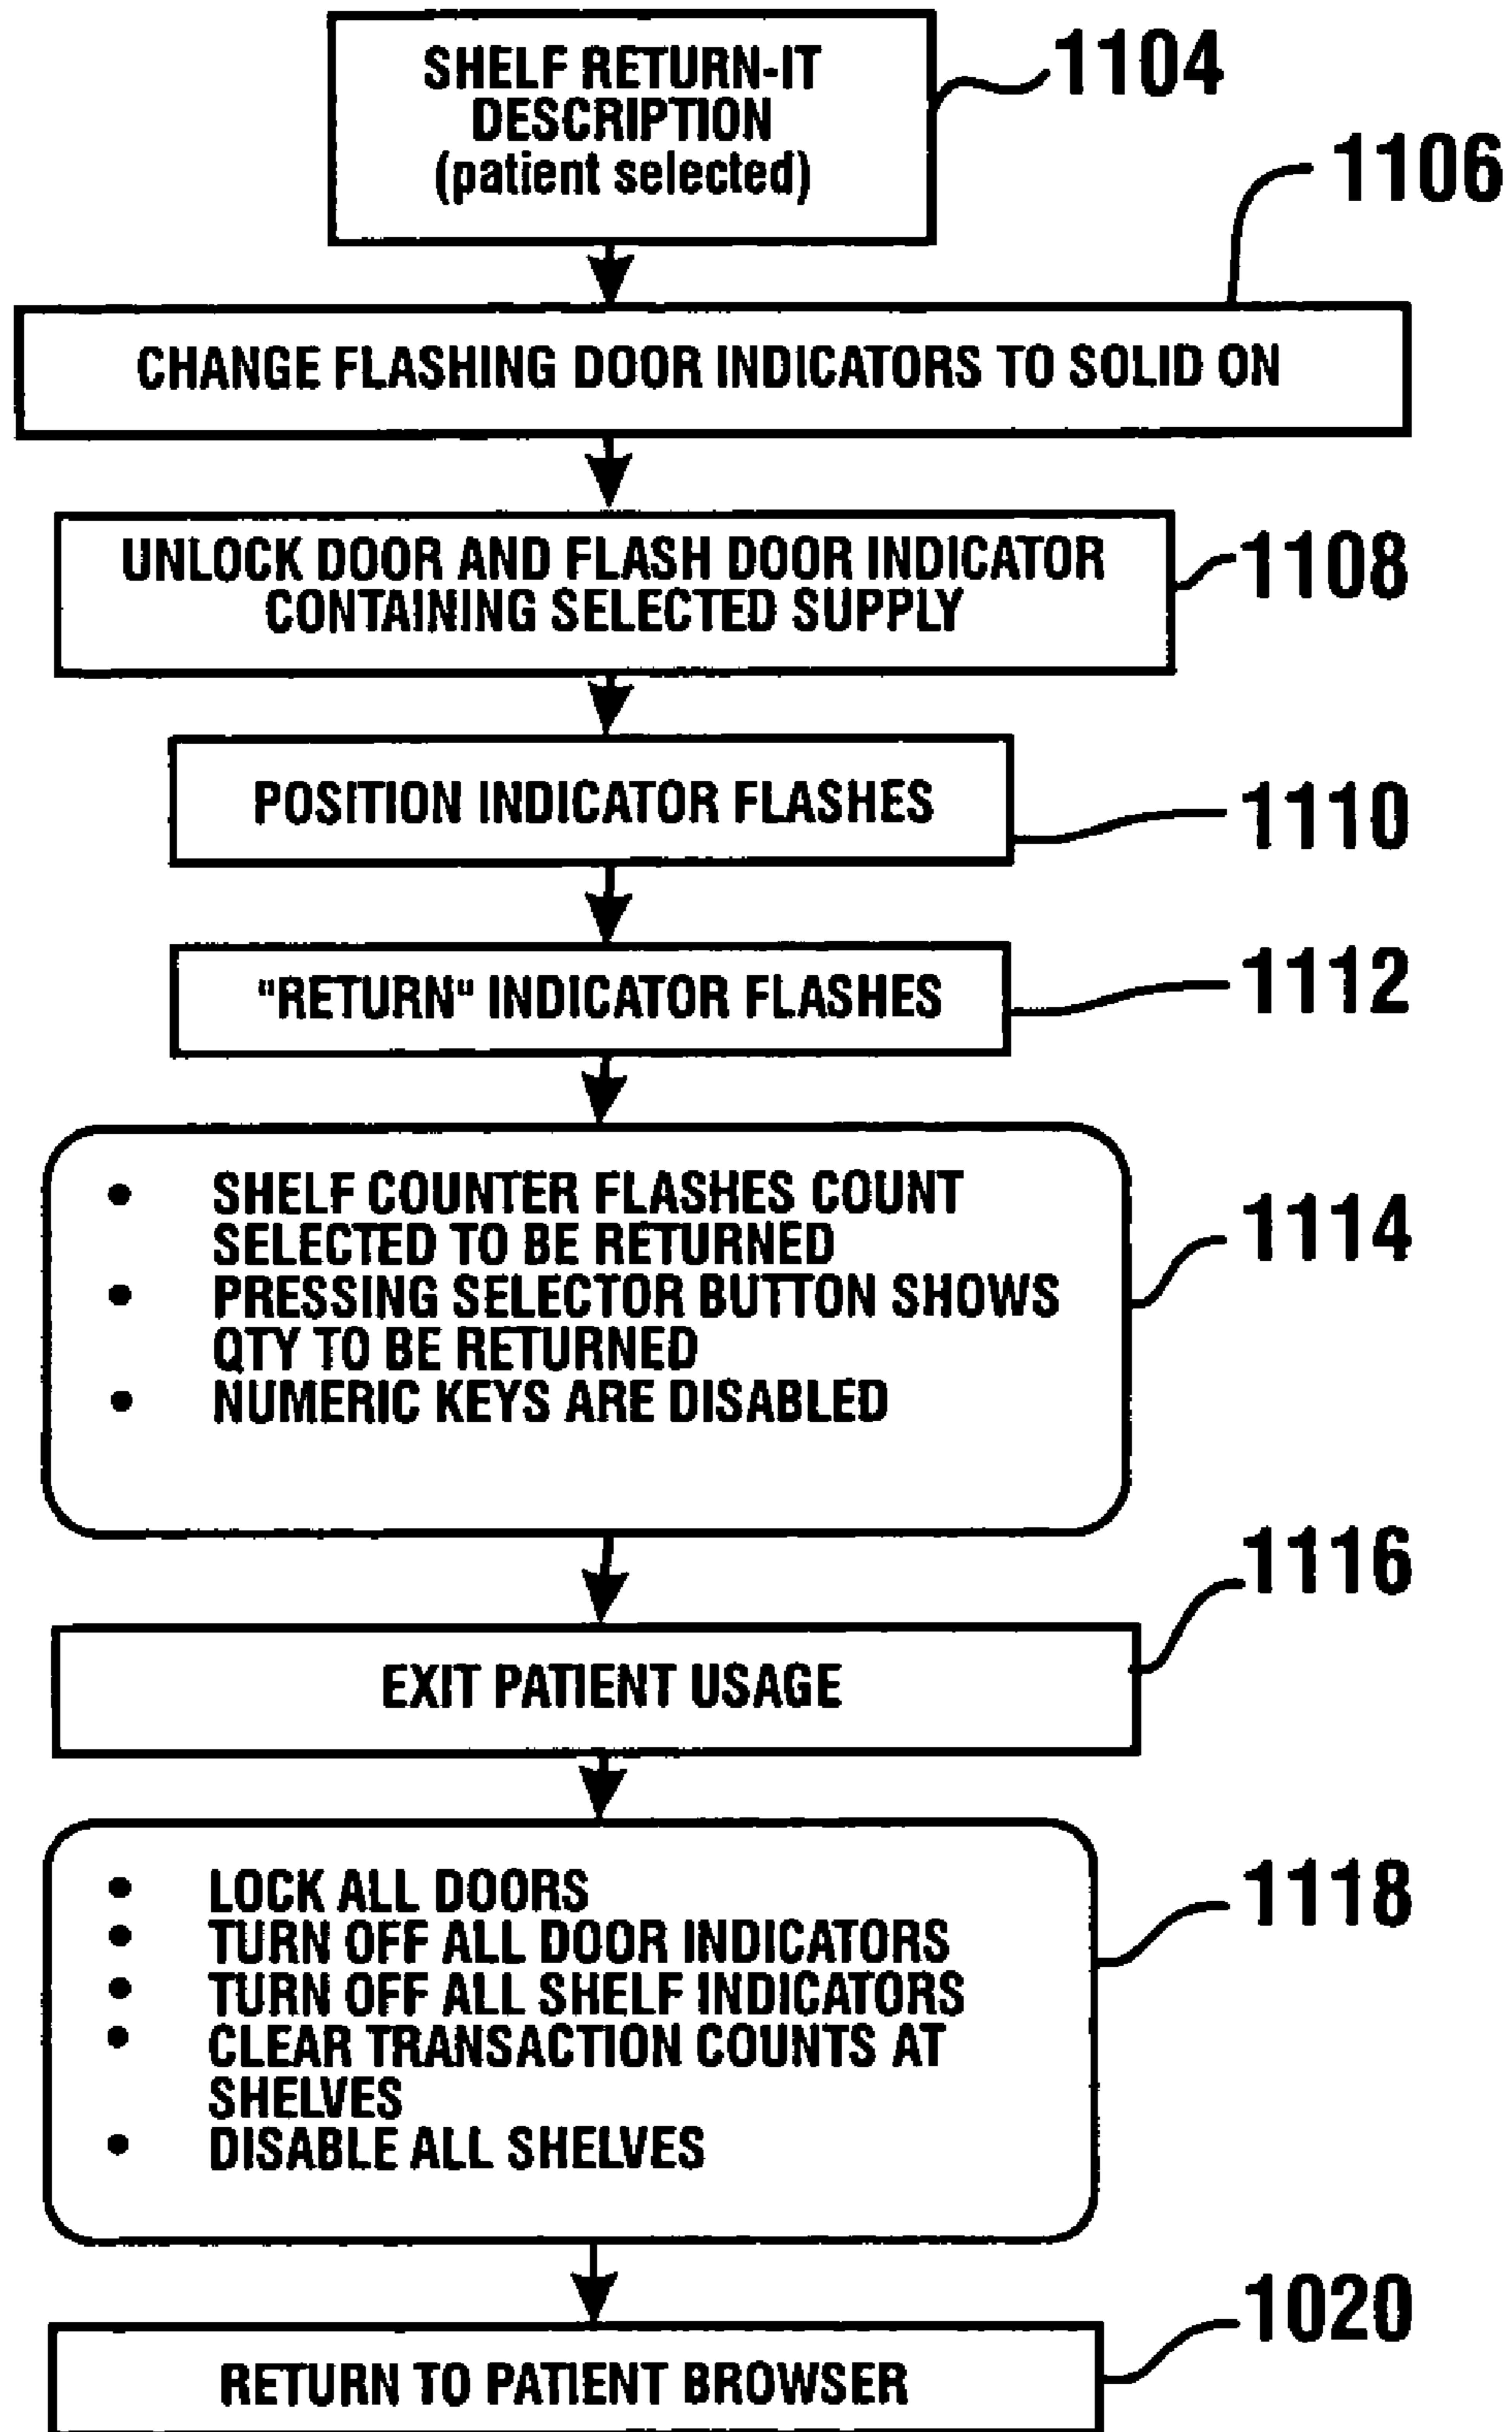 SHELF RETURN-IT
DESCRIPTION
(patient selected)
1104
1106
CHANGE FLASHING DOOR INDICATORS TO SOLID ON
UNLOCK DOOR AND FLASH DOOR INDICATOR
CONTAINING SELECTED SUPPLY
1108
POSITION INDICATOR FLASHES
1110
"RETURN" INDICATOR FLASHES
1112
• SHELF COUNTER FLASHES COUNT
SELECTED TO BE RETURNED
• PRESSING SELECTOR BUTTON SHOWS
QTY TO BE RETURNED
• NUMERIC KEYS ARE DISABLED
1114
1116
EXIT PATIENT USAGE
• LOCK ALL DOORS
• TURN OFF ALL DOOR INDICATORS
• TURN OFF ALL SHELF INDICATORS
• CLEAR TRANSACTION COUNTS AT
SHELVES
• DISABLE ALL SHELVES
1118
1020
RETURN TO PATIENT BROWSER